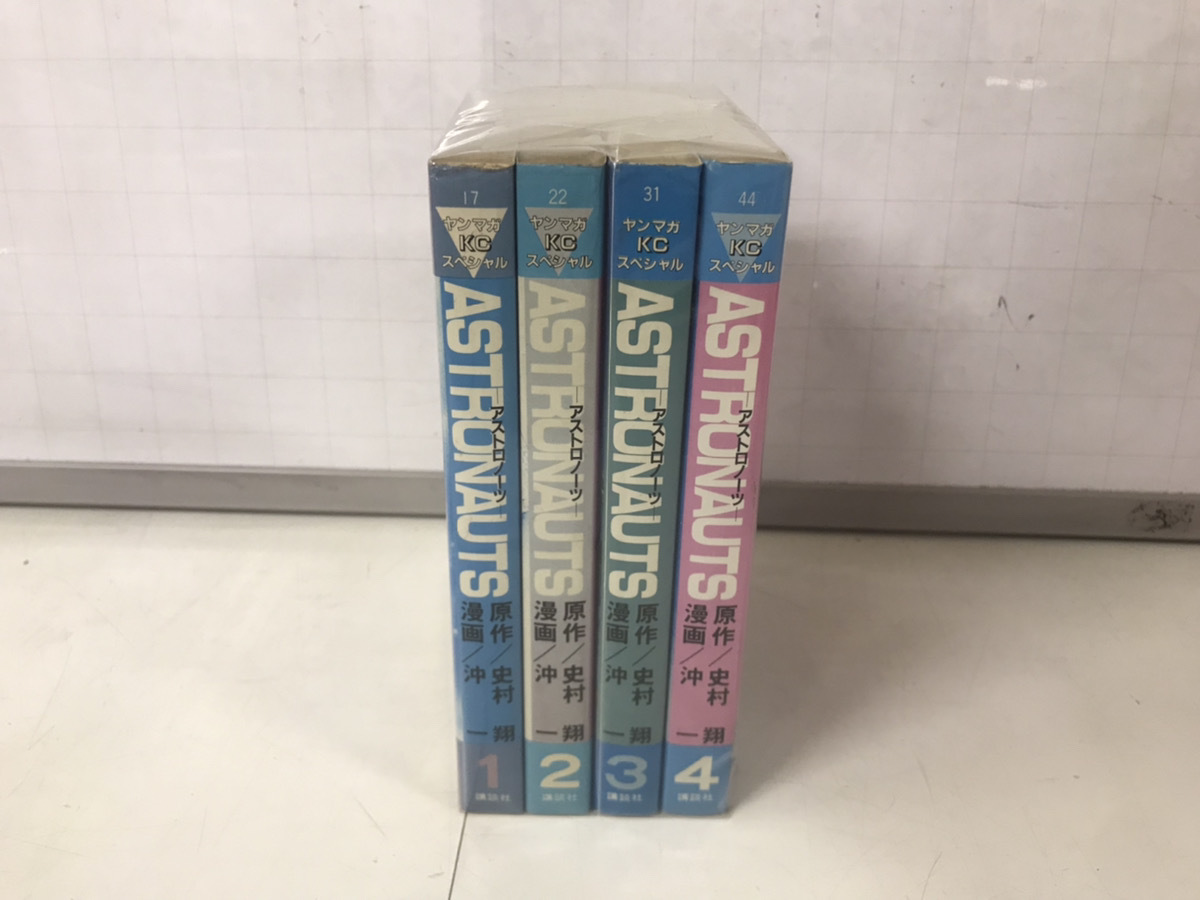 17
ヤンマガ
KC
スペシャル
ASTRONAUTS
―アストロノーツ―
原作/史村 翔
漫画/沖 一
1
講談社
22
ヤンマガ
KC
スペシャル
ASTRONAUTS
―アストロノーツ―
原作/史村 翔
漫画/沖 一
2
講談社
31
ヤンマガ
KC
スペシャル
ASTRONAUTS
―アストロノーツ―
原作/史村 翔
漫画/沖 一
3
講談社
44
ヤンマガ
KC
スペシャル
ASTRONAUTS
―アストロノーツ―
原作/史村 翔
漫画/沖 一
4
講談社